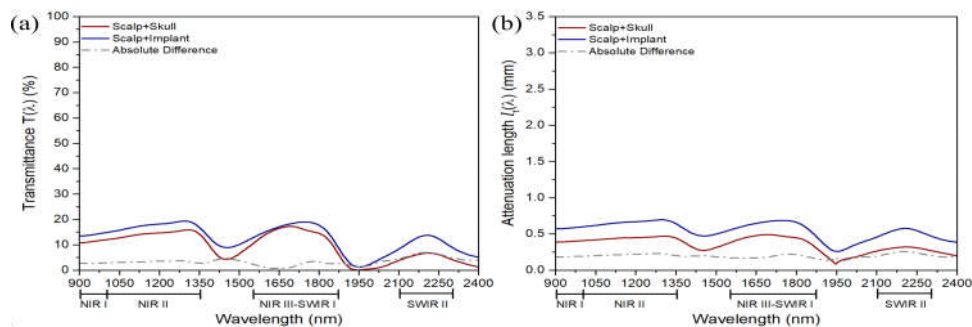 (a)
Scalp+Skull
Scalp+Implant
Absolute Difference
Transmittance T(λ) (%)
100
90
80
70
60
50
40
30
20
10
0
900 1050 1200 1350 1500 1650 1800 1950 2100 2250 2400
NIR I NIR II NIR III-SWIR I SWIR II
Wavelength (nm)
(b)
Scalp+Skull
Scalp+Implant
Absolute Difference
Attenuation length lₜ(λ) (mm)
3.5
3.0
2.5
2.0
1.5
1.0
0.5
0.0
900 1050 1200 1350 1500 1650 1800 1950 2100 2250 2400
NIR I NIR II NIR III-SWIR I SWIR II
Wavelength (nm)